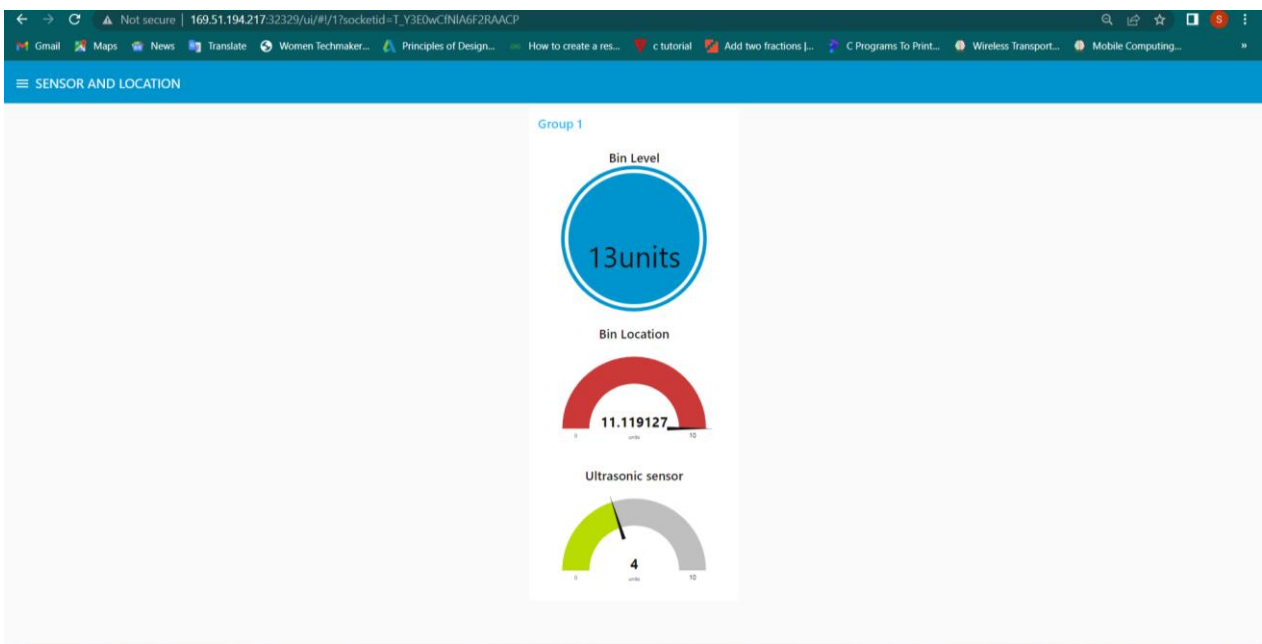 Not secure | 169.51.194.217:32329/ui/#!/1?socketid=T_Y3E0wCfNlA6F2RAACP
S
Gmail Maps News Translate Women Techmaker... Principles of Design... How to create a res... c tutorial Add two fractions |... C Programs To Print... Wireless Transport... Mobile Computing... »
SENSOR AND LOCATION
Group 1
Bin Level
13units
Bin Location
11.119127
0 units 10
Ultrasonic sensor
4
0 units 10